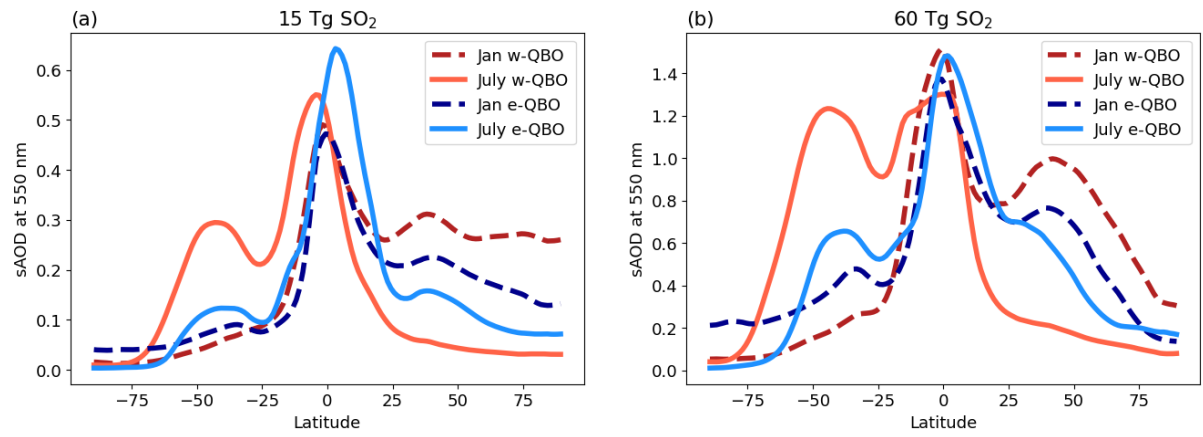 (a)
15 Tg SO₂
sAOD at 550 nm
0.6
0.5
0.4
0.3
0.2
0.1
0.0
Jan w-QBO
July w-QBO
Jan e-QBO
July e-QBO
−75
−50
−25
0
25
50
75
Latitude
(b)
60 Tg SO₂
sAOD at 550 nm
1.4
1.2
1.0
0.8
0.6
0.4
0.2
0.0
Jan w-QBO
July w-QBO
Jan e-QBO
July e-QBO
−75
−50
−25
0
25
50
75
Latitude